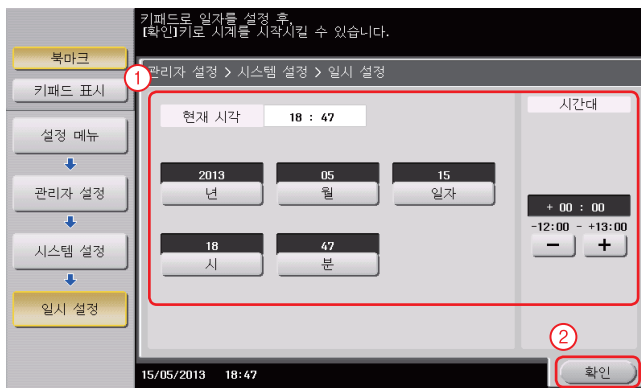 키패드로 일자를 설정 후,
[확인]키로 시계를 시작시킬 수 있습니다.
북마크
키패드 표시
설정 메뉴
관리자 설정
시스템 설정
일시 설정
1
관리자 설정 > 시스템 설정 > 일시 설정
현재 시각 18 : 47
시간대
2013 05 15
년 월 일자
+ 00 : 00
-12:00 - +13:00
− +
18 47
시 분
2
15/05/2013 18:47
확인